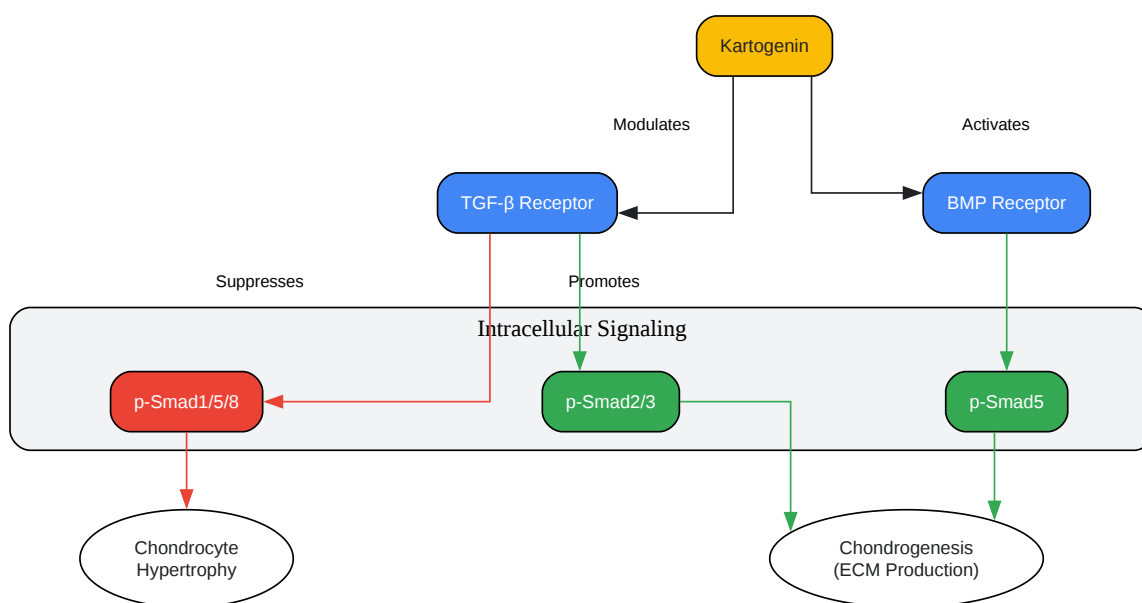 Kartogenin
Modulates
Activates
TGF-β Receptor
BMP Receptor
Suppresses
Promotes
Intracellular Signaling
p-Smad1/5/8
p-Smad2/3
p-Smad5
Chondrocyte
Hypertrophy
Chondrogenesis
(ECM Production)